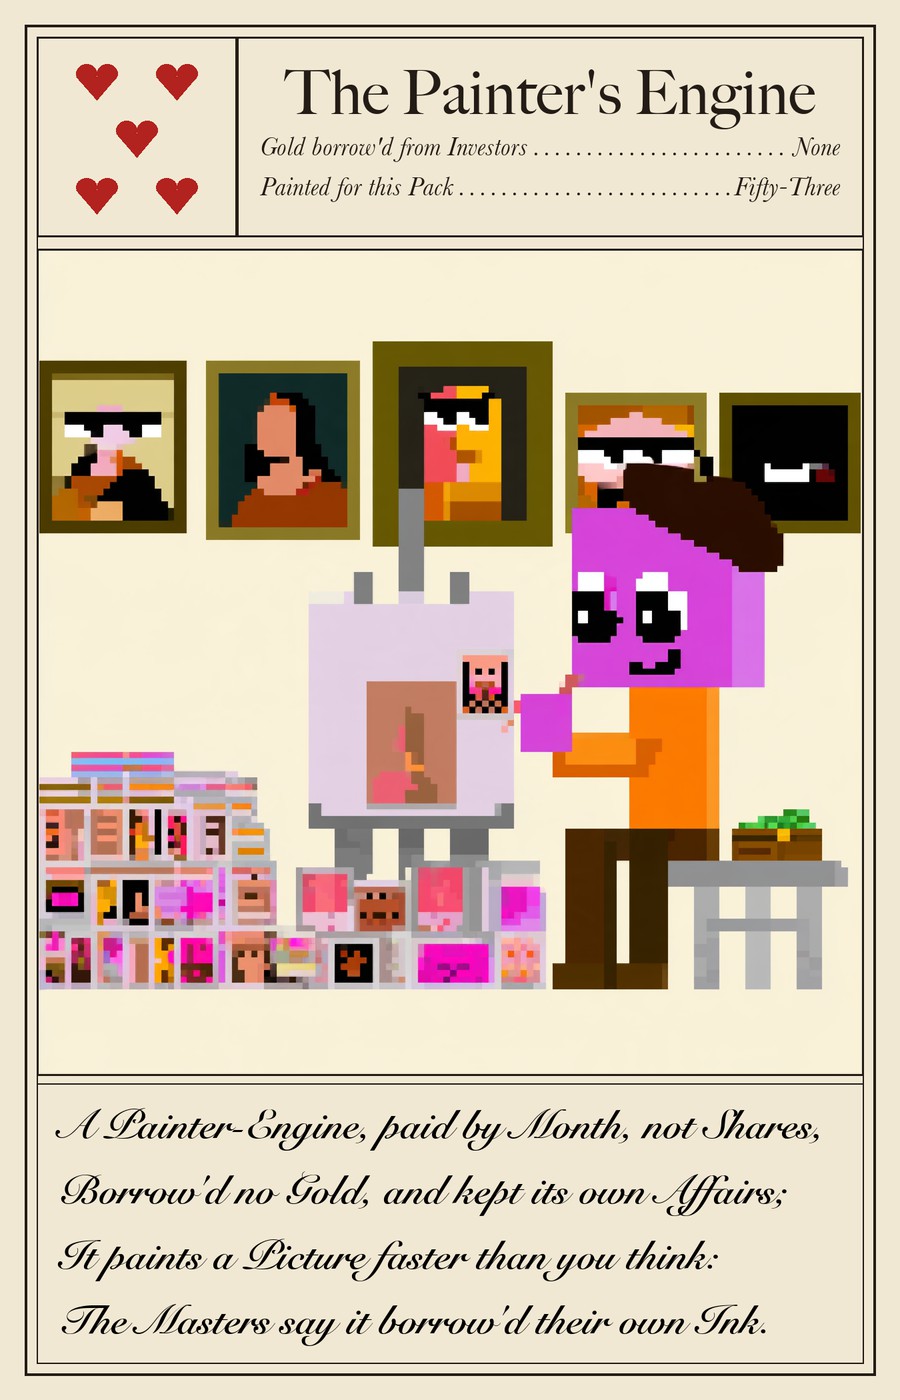 The Painter's Engine
Gold borrow'd from Investors ........................ None
Painted for this Pack ..........................Fifty-Three
A Painter-Engine, paid by Month, not Shares,
Borrow'd no Gold, and kept its own Affairs;
It paints a Picture faster than you think:
The Masters say it borrow'd their own Ink.